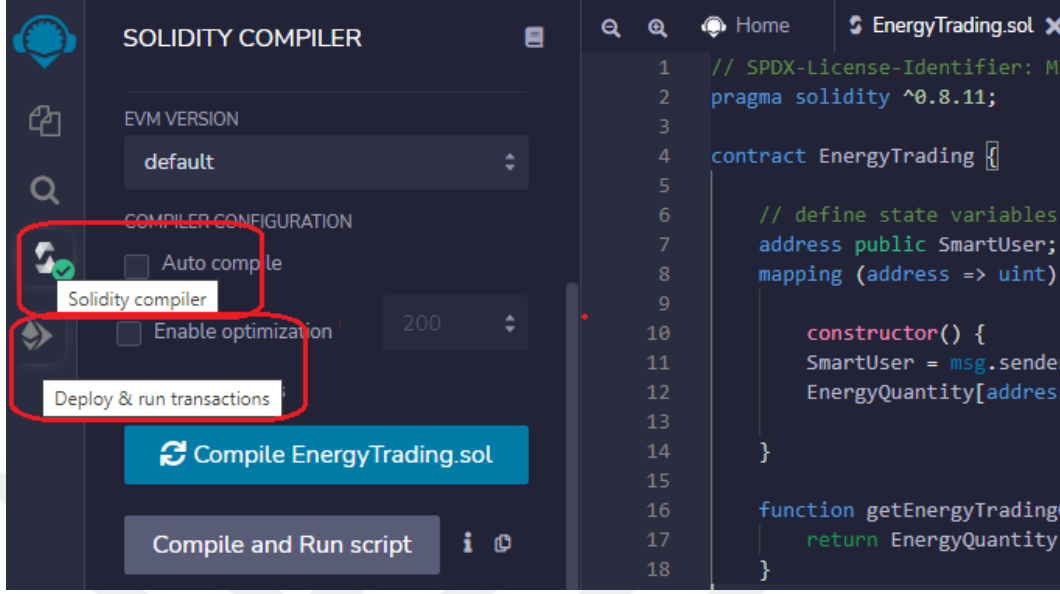 SOLIDITY COMPILER
EVM VERSION
default
COMPILER CONFIGURATION
Auto compile
Solidity compiler
Enable optimization
200
Deploy & run transactions
Compile EnergyTrading.sol
Compile and Run script
i
Home
EnergyTrading.sol
1 // SPDX-License-Identifier: M
2 pragma solidity ^0.8.11;
3
4 contract EnergyTrading {
5
6 // define state variables
7 address public SmartUser;
8 mapping (address => uint)
9
10 constructor() {
11 SmartUser = msg.sende
12 EnergyQuantity[addres
13
14 }
15
16 function getEnergyTrading
17 return EnergyQuantity
18 }